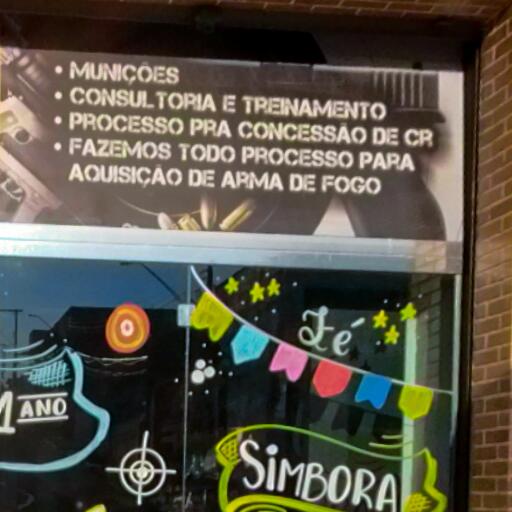 • MUNIÇÕES
• CONSULTORIA E TREINAMENTO
• PROCESSO PRA CONCESSÃO DE CR
• FAZEMOS TODO PROCESSO PARA
AQUISIÇÃO DE ARMA DE FOGO
Zé
1 ANO
SIMBORA